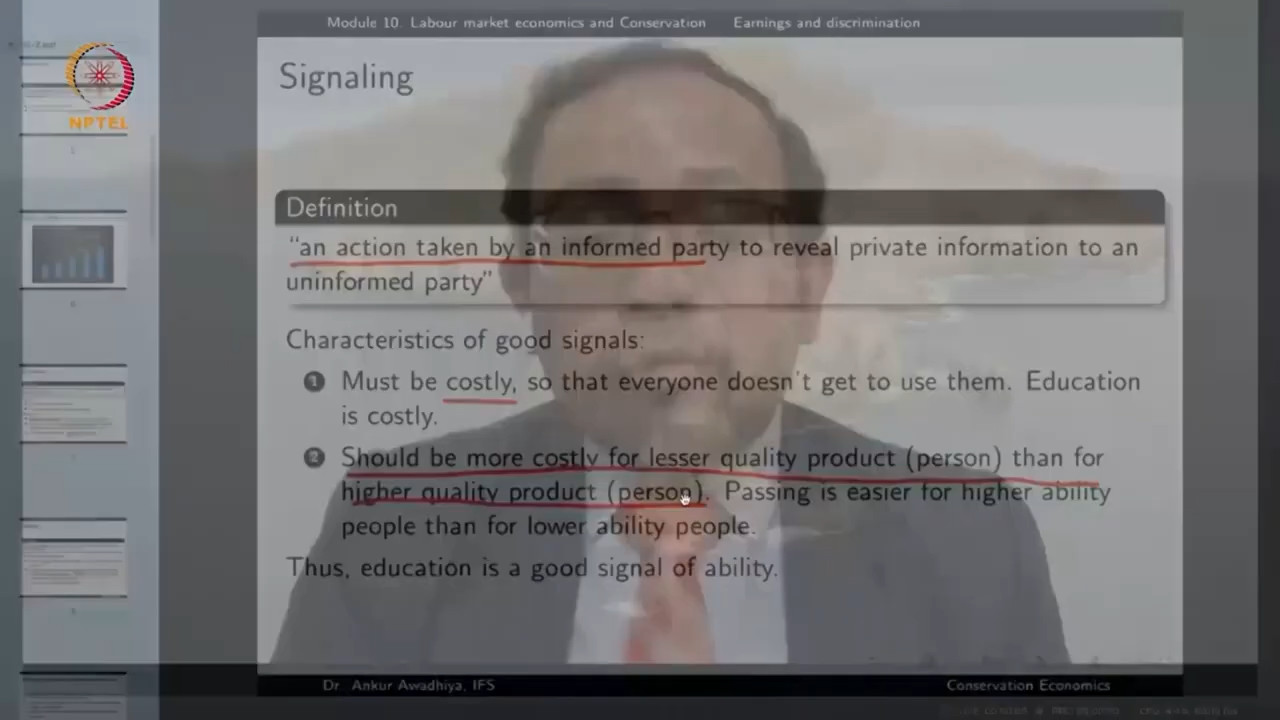 Module 10. Labour market economics and Conservation Earnings and discrimination
NPTEL
Signaling
Definition
“an action taken by an informed party to reveal private information to an
uninformed party”
Characteristics of good signals:
1 Must be costly, so that everyone doesn't get to use them. Education
is costly.
2 Should be more costly for lesser quality product (person) than for
higher quality product (person). Passing is easier for higher ability
people than for lower ability people.
Thus, education is a good signal of ability.
Dr. Ankur Awadhiya, IFS Conservation Economics